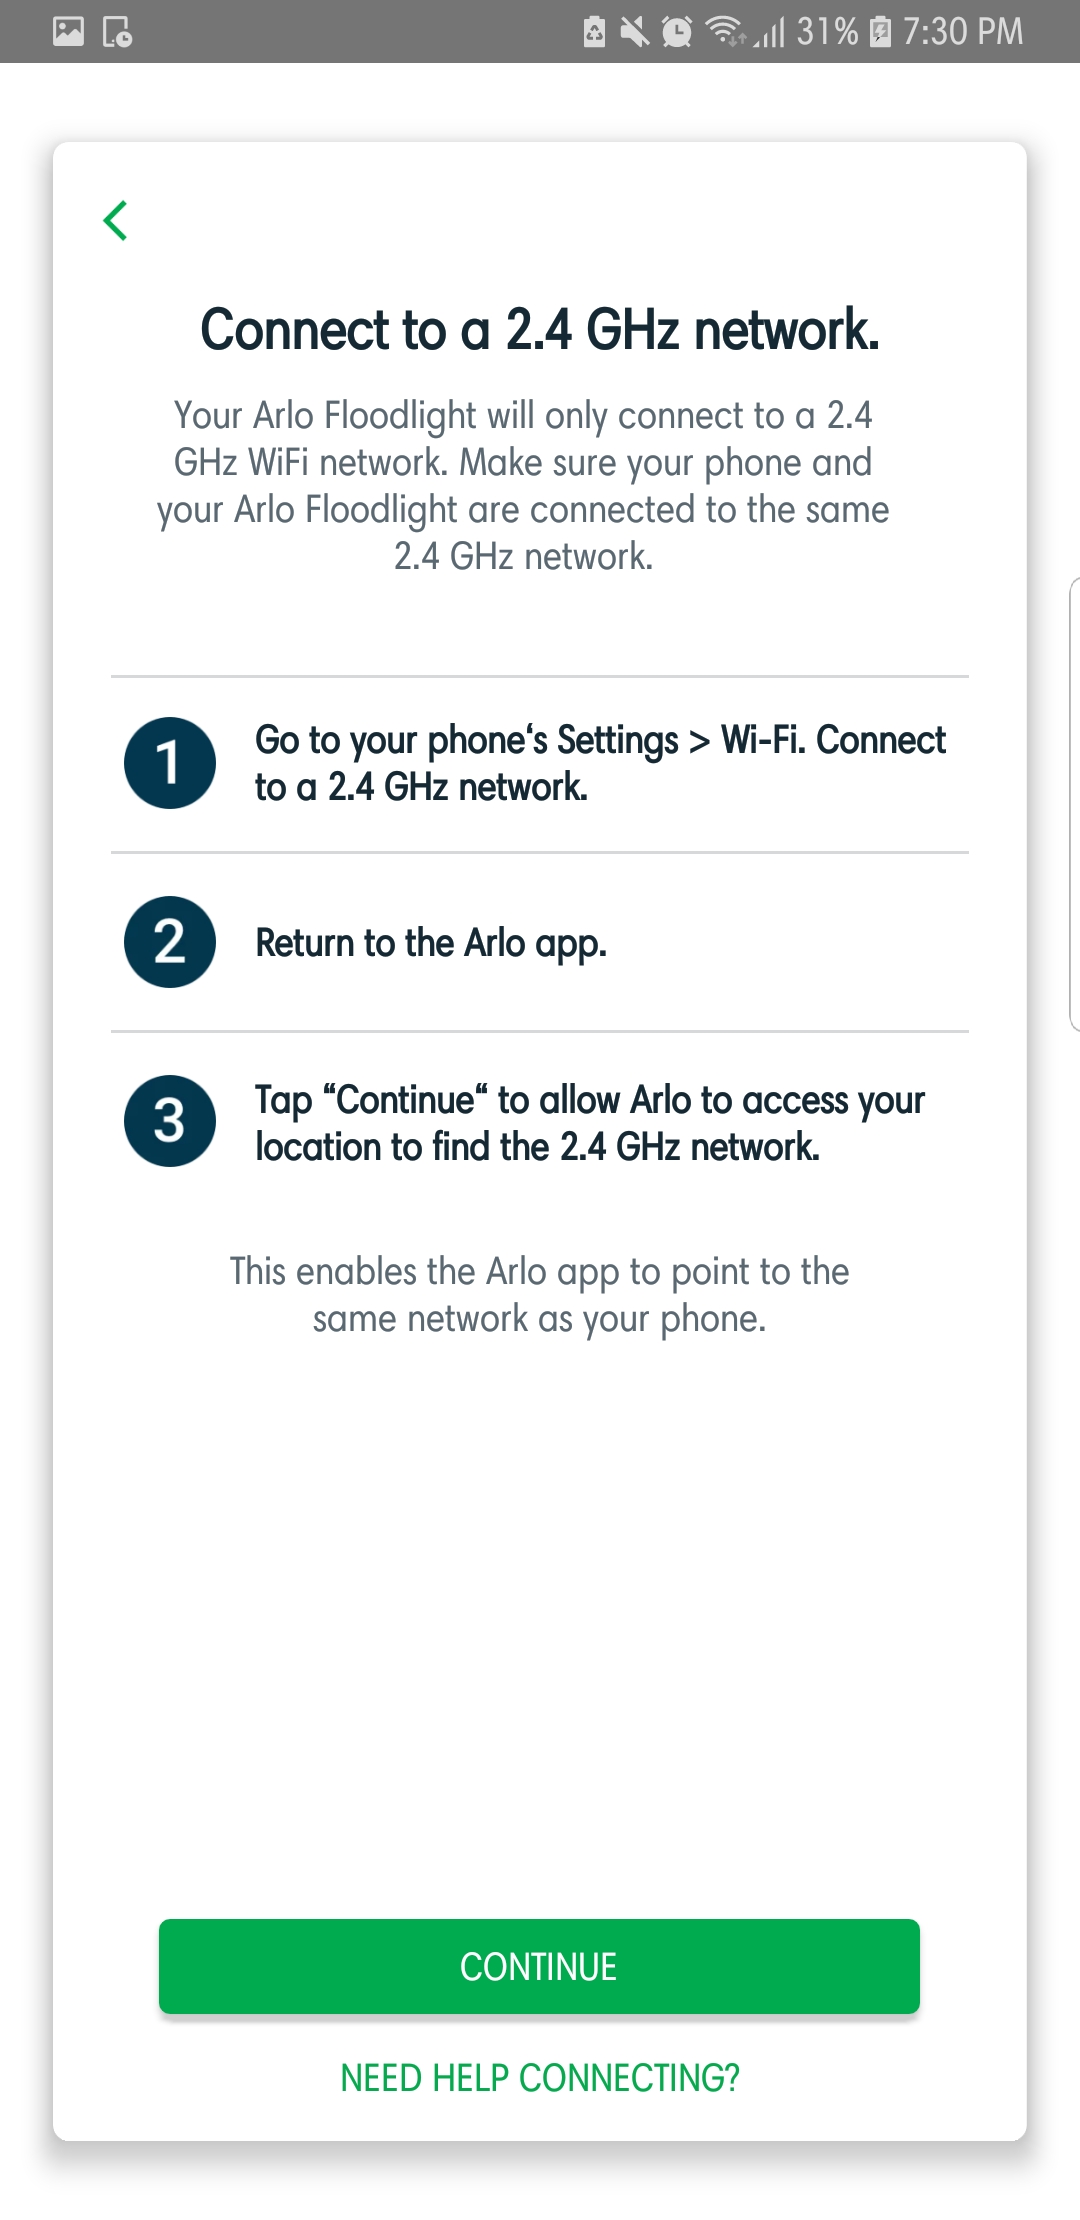 31% 7:30 PM
Connect to a 2.4 GHz network.
Your Arlo Floodlight will only connect to a 2.4
GHz WiFi network. Make sure your phone and
your Arlo Floodlight are connected to the same
2.4 GHz network.
1 Go to your phone‘s Settings > Wi-Fi. Connect
to a 2.4 GHz network.
2 Return to the Arlo app.
3 Tap “Continue“ to allow Arlo to access your
location to find the 2.4 GHz network.
This enables the Arlo app to point to the
same network as your phone.
CONTINUE
NEED HELP CONNECTING?